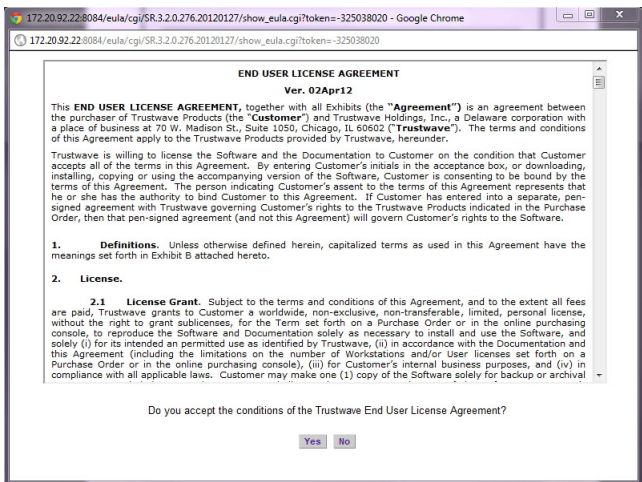 172.20.92.22:8084/eula/cgi/SR.3.2.0.276.20120127/show_eula.cgi?token=-325038020 - Google Chrome
172.20.92.22:8084/eula/cgi/SR.3.2.0.276.20120127/show_eula.cgi?token=-325038020
END USER LICENSE AGREEMENT
Ver. 02Apr12
This END USER LICENSE AGREEMENT, together with all Exhibits (the "Agreement") is an agreement between
the purchaser of Trustwave Products (the "Customer") and Trustwave Holdings, Inc., a Delaware corporation with
a place of business at 70 W. Madison St., Suite 1050, Chicago, IL 60602 ("Trustwave"). The terms and conditions
of this Agreement apply to the Trustwave Products provided by Trustwave, hereunder.
Trustwave is willing to license the Software and the Documentation to Customer on the condition that Customer
accepts all of the terms in this Agreement. By entering Customer's initials in the acceptance box, or downloading,
installing, copying or using the accompanying version of the Software, Customer is consenting to be bound by the
terms of this Agreement. The person indicating Customer's assent to the terms of this Agreement represents that
he or she has the authority to bind Customer to this Agreement. If Customer has entered into a separate, pen-
signed agreement with Trustwave governing Customer's rights to the Trustwave Products indicated in the Purchase
Order, then that pen-signed agreement (and not this Agreement) will govern Customer's rights to the Software.
1. Definitions. Unless otherwise defined herein, capitalized terms as used in this Agreement have the
meanings set forth in Exhibit B attached hereto.
2. License.
2.1 License Grant. Subject to the terms and conditions of this Agreement, and to the extent all fees
are paid, Trustwave grants to Customer a worldwide, non-exclusive, non-transferable, limited, personal license,
without the right to grant sublicenses, for the Term set forth on a Purchase Order or in the online purchasing
console, to reproduce the Software and Documentation solely as necessary to install and use the Software, and
solely (i) for its intended an permitted use as identified by Trustwave, (ii) in accordance with the Documentation and
this Agreement (including the limitations on the number of Workstations and/or User licenses set forth on a
Purchase Order or in the online purchasing console), (iii) for Customer's internal business purposes, and (iv) in
compliance with all applicable laws. Customer may make one (1) copy of the Software solely for backup or archival
Do you accept the conditions of the Trustwave End User License Agreement?
Yes No